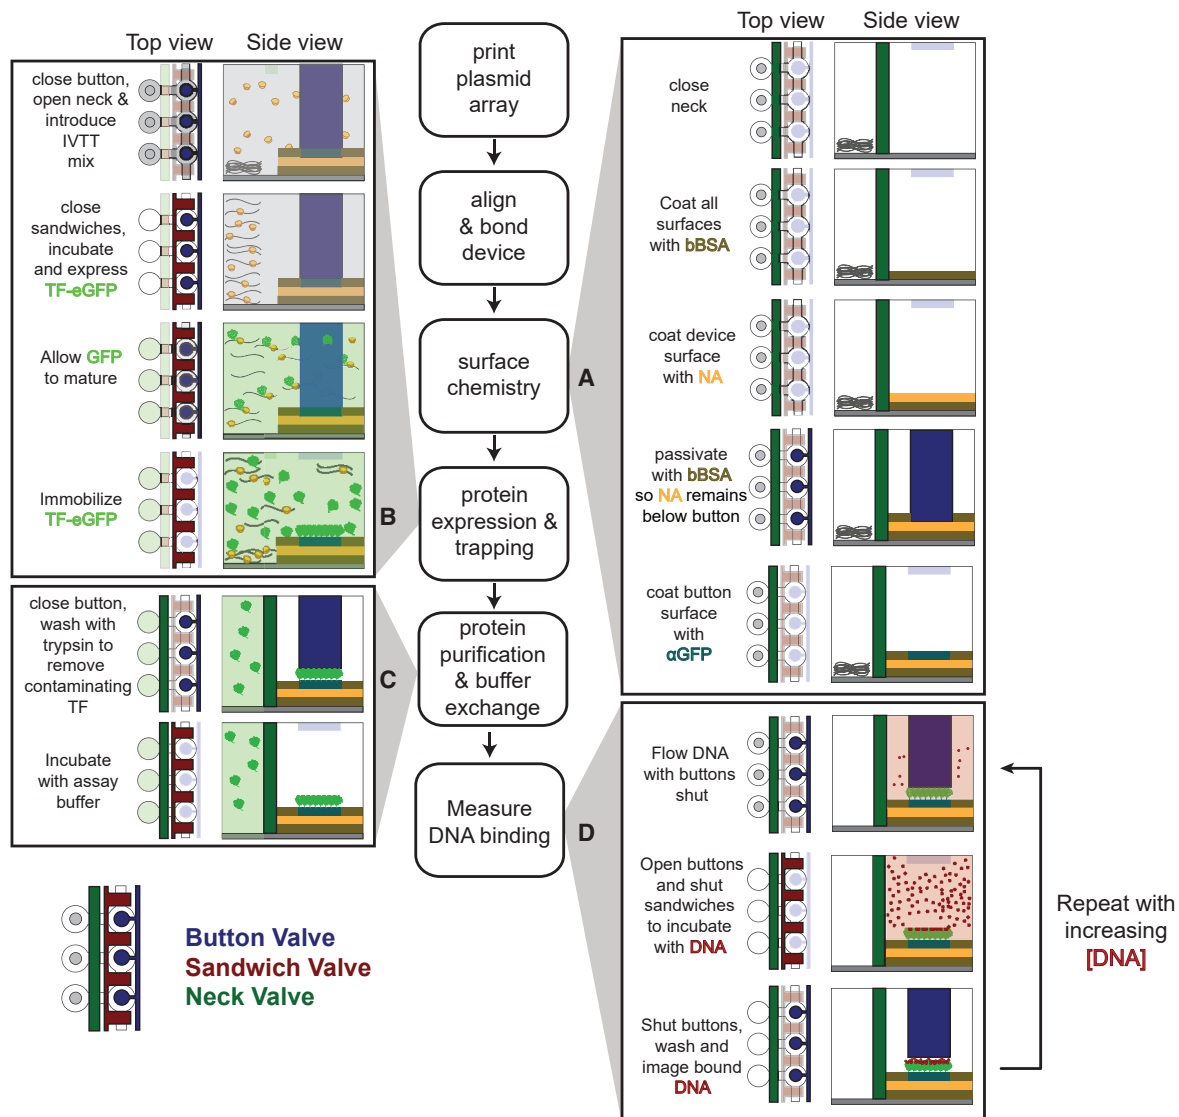 Top view
Side view
close button,
open neck &
introduce
IVTT
mix
close
sandwiches,
incubate
and express
TF-eGFP
Allow GFP
to mature
Immobilize
TF-eGFP
B
close button,
wash with
trypsin to
remove
contaminating
TF
C
Incubate
with assay
buffer
Button Valve
Sandwich Valve
Neck Valve
print
plasmid
array
align
& bond
device
surface
chemistry
protein
expression &
trapping
protein
purification
& buffer
exchange
Measure
DNA binding
Top view
Side view
A
close
neck
Coat all
surfaces
with bBSA
coat device
surface
with NA
passivate
with bBSA
so NA remains
below button
coat button
surface
with
αGFP
D
Flow DNA
with buttons
shut
Open buttons
and shut
sandwiches
to incubate
with DNA
Shut buttons,
wash and
image bound
DNA
Repeat with
increasing
[DNA]